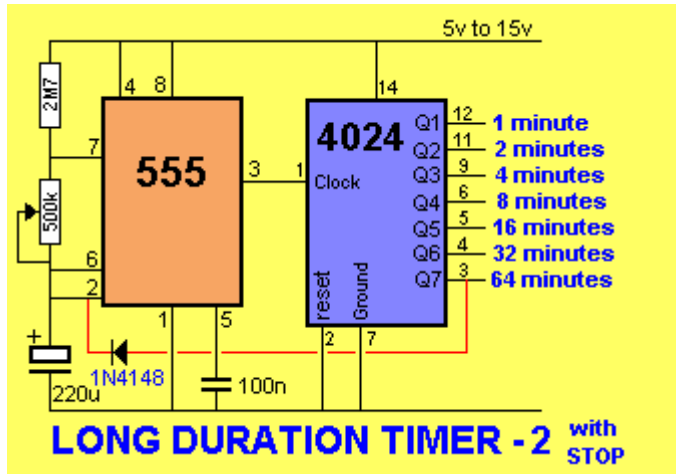 5v to 15v
2M7
4 8
14
7
555
4024
3
1
Clock
Q1 12 1 minute
Q2 11 2 minutes
Q3 9 4 minutes
Q4 6 8 minutes
Q5 5 16 minutes
Q6 4 32 minutes
Q7 3 64 minutes
500k
6
2
reset
Ground
1
5
2
7
+
1N4148
220u
100n
LONG DURATION TIMER - 2 with STOP